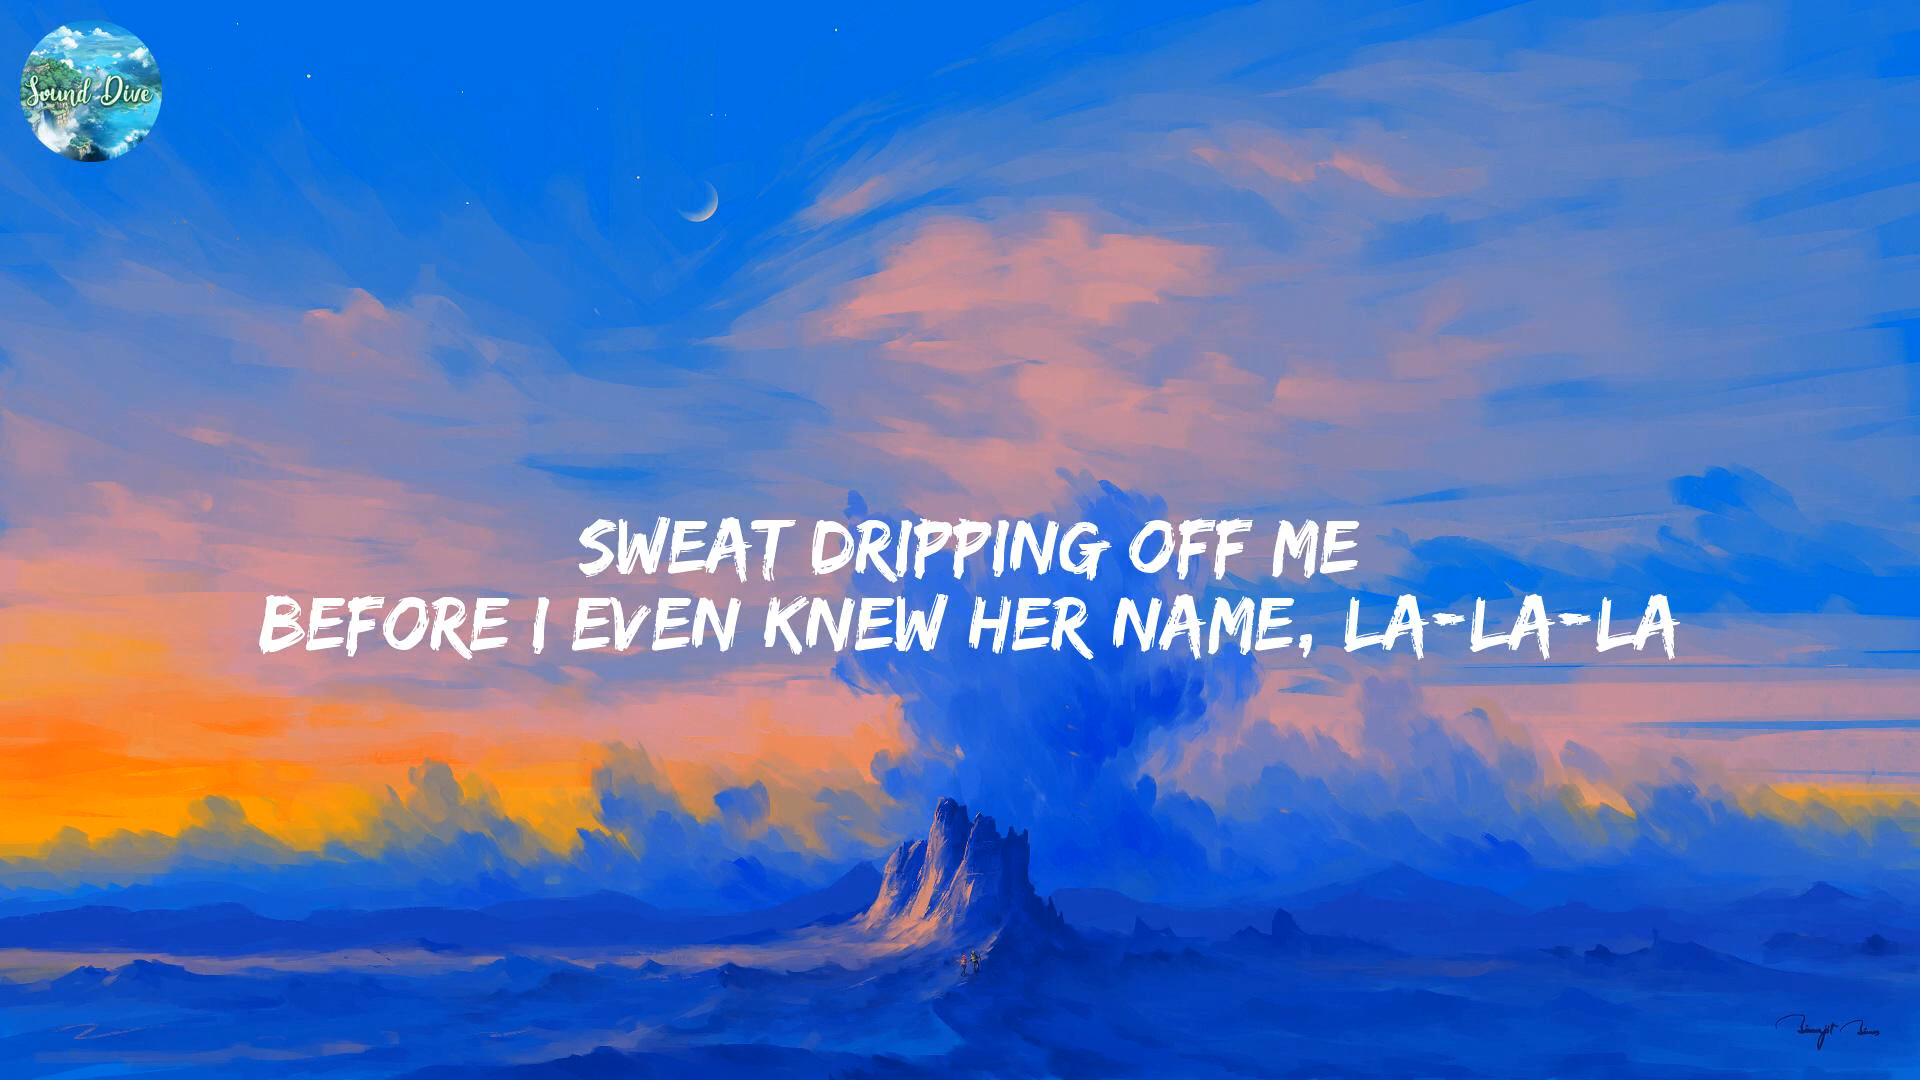 Sound Dive
SWEAT DRIPPING OFF ME
BEFORE I EVEN KNEW HER NAME, LA-LA-LA